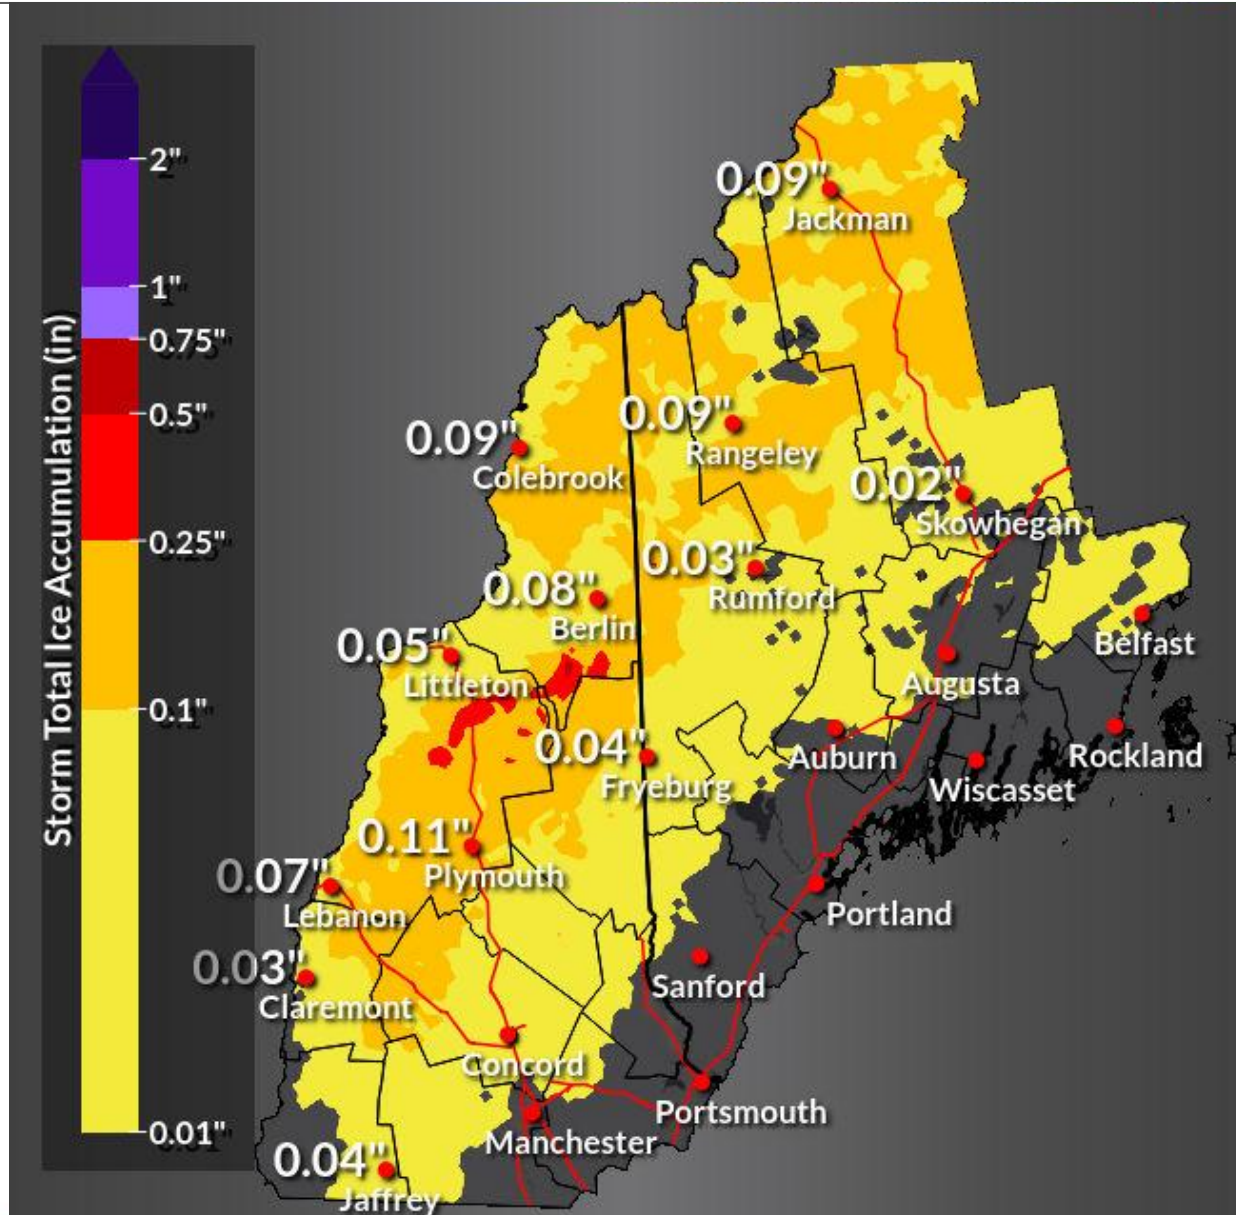 Storm Total Ice Accumulation (in)
2"
1"
0.75"
0.5"
0.25"
0.1"
0.01"
0.09"
Jackman
0.09"
Rangeley
0.09"
Colebrook
0.02"
Skowhegan
0.03"
Rumford
0.08"
Berlin
0.05"
Littleton
Belfast
Augusta
0.04"
Fryeburg
Auburn
Rockland
Wiscasset
0.11"
Plymouth
0.07"
Lebanon
Portland
0.03"
Claremont
Sanford
Concord
Portsmouth
Manchester
0.04"
Jaffrey